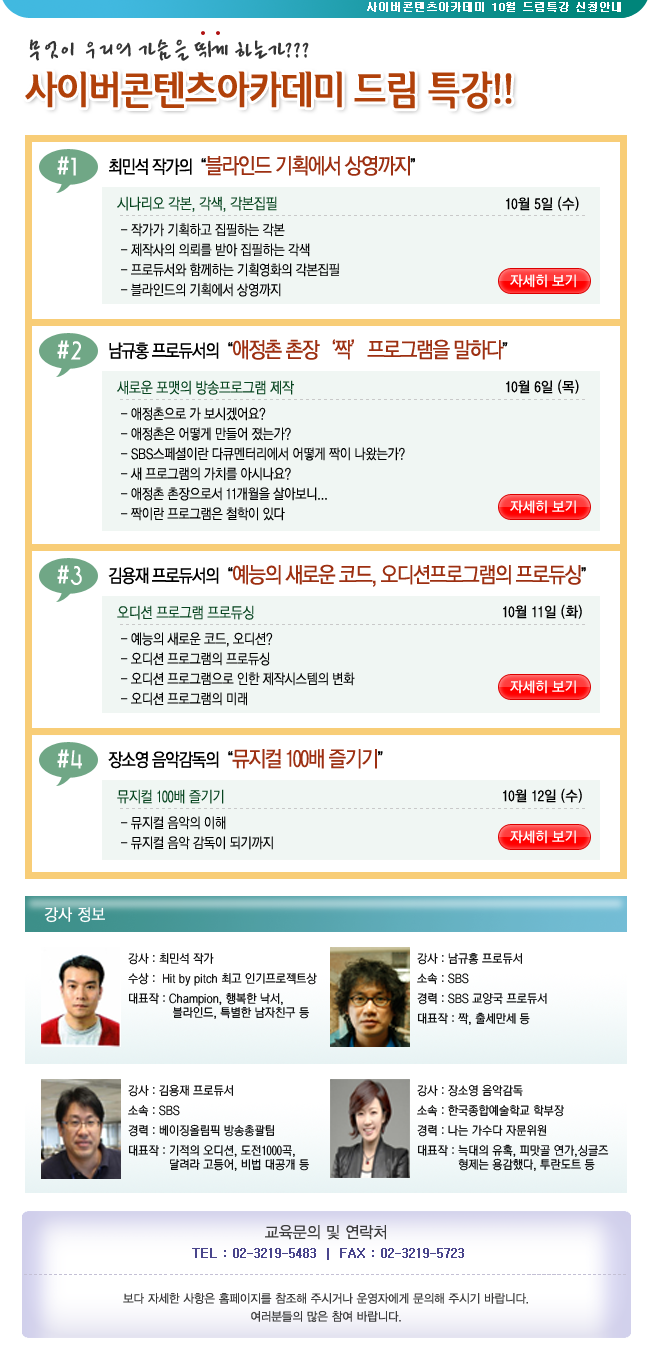 사이버콘텐츠아카데미 10월 드림특강 신청안내
무엇이 우리의 가슴을 뛰게 하는가???
사이버콘텐츠아카데미 드림 특강!!
#1 최민석 작가의 “블라인드 기획에서 상영까지”
시나리오 각본, 각색, 각본집필 10월 5일 (수)
- 작가가 기획하고 집필하는 각본
- 제작사의 의뢰를 받아 집필하는 각색
- 프로듀서와 함께하는 기획영화의 각본집필
- 블라인드의 기획에서 상영까지
자세히 보기
#2 남규홍 프로듀서의 “애정촌 촌장 ‘짝’ 프로그램을 말하다”
새로운 포맷의 방송프로그램 제작 10월 6일 (목)
- 애정촌으로 가 보시겠어요?
- 애정촌은 어떻게 만들어 졌는가?
- SBS스페셜이란 다큐멘터리에서 어떻게 짝이 나왔는가?
- 새 프로그램의 가치를 아시나요?
- 애정촌 촌장으로서 11개월을 살아보니...
- 짝이란 프로그램은 철학이 있다
자세히 보기
#3 김용재 프로듀서의 “예능의 새로운 코드, 오디션프로그램의 프로듀싱”
오디션 프로그램 프로듀싱 10월 11일 (화)
- 예능의 새로운 코드, 오디션?
- 오디션 프로그램의 프로듀싱
- 오디션 프로그램으로 인한 제작시스템의 변화
- 오디션 프로그램의 미래
자세히 보기
#4 장소영 음악감독의 “뮤지컬 100배 즐기기”
뮤지컬 100배 즐기기 10월 12일 (수)
- 뮤지컬 음악의 이해
- 뮤지컬 음악 감독이 되기까지
자세히 보기
강사 정보
강사 : 최민석 작가
수상 : Hit by pitch 최고 인기프로젝트상
대표작 : Champion, 행복한 낙서,
블라인드, 특별한 남자친구 등
강사 : 남규홍 프로듀서
소속 : SBS
경력 : SBS 교양국 프로듀서
대표작 : 짝, 출세만세 등
강사 : 김용재 프로듀서
소속 : SBS
경력 : 베이징올림픽 방송총괄팀
대표작 : 기적의 오디션, 도전1000곡,
달려라 고등어, 비법 대공개 등
강사 : 장소영 음악감독
소속 : 한국종합예술학교 학부장
경력 : 나는 가수다 자문위원
대표작 : 늑대의 유혹, 피맛골 연가,싱글즈
형제는 용감했다, 투란도트 등
교육문의 및 연락처
TEL : 02-3219-5483 | FAX : 02-3219-5723
보다 자세한 사항은 홈페이지를 참조해 주시거나 운영자에게 문의해 주시기 바랍니다.
여러분들의 많은 참여 바랍니다.